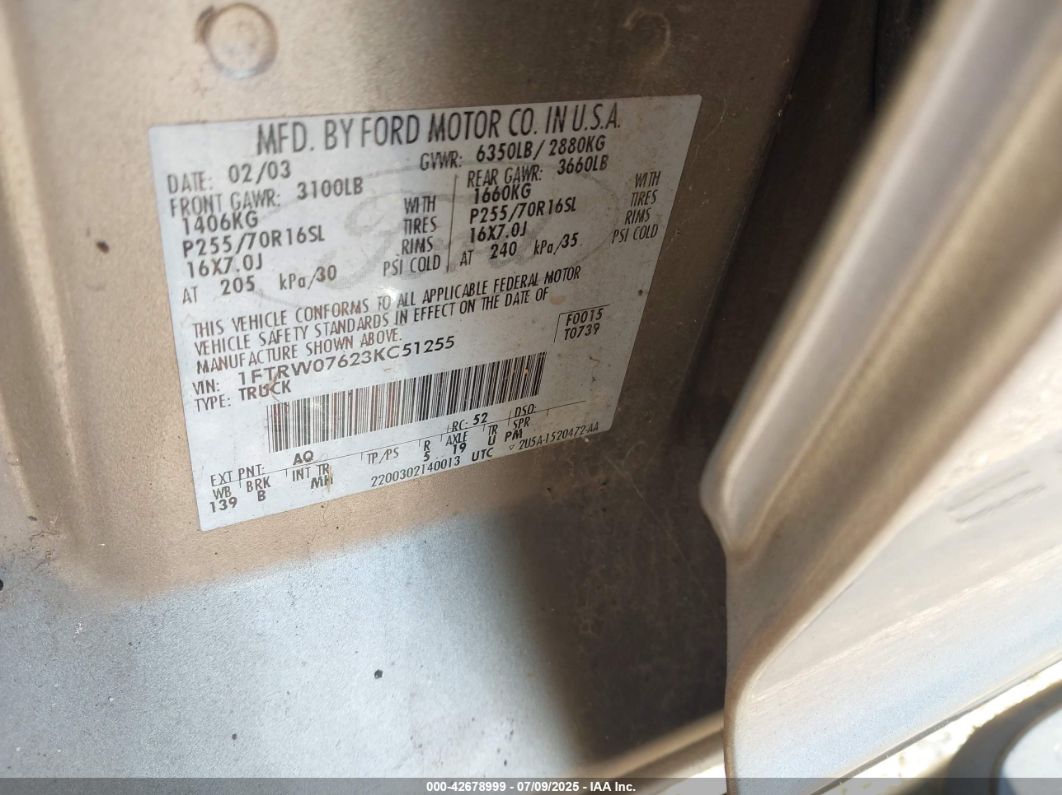 MFD. BY FORD MOTOR CO. IN U.S.A.
DATE: 02/03 GVWR: 6350LB/2880KG
FRONT GAWR: 3100LB REAR GAWR: 3660LB
1406KG WITH 1660KG WITH
P255/70R16SL TIRES P255/70R16SL TIRES
16X7.0J RIMS 16X7.0J RIMS
AT 205 kPa/30 PSI COLD AT 240 kPa/35 PSI COLD
THIS VEHICLE CONFORMS TO ALL APPLICABLE FEDERAL MOTOR
VEHICLE SAFETY STANDARDS IN EFFECT ON THE DATE OF
MANUFACTURE SHOWN ABOVE.
F0015
T0739
VIN: 1FTRW07623KC51255
TYPE: TRUCK
EXT PNT: AQ RC: 52 DSO:
WB BRK INT TR TP/PS R AXLE TR SPR
139 B MH 5 19 U PM
2200302140013 UTC 2U5A-1520472-AA
000-42678999 - 07/09/2025 - IAA Inc.